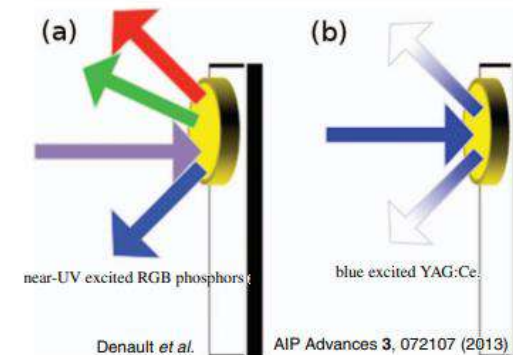 (a)
(b)
near-UV excited RGB phosphors
blue excited YAG:Ce.
Denault et al.
AIP Advances 3, 072107 (2013)